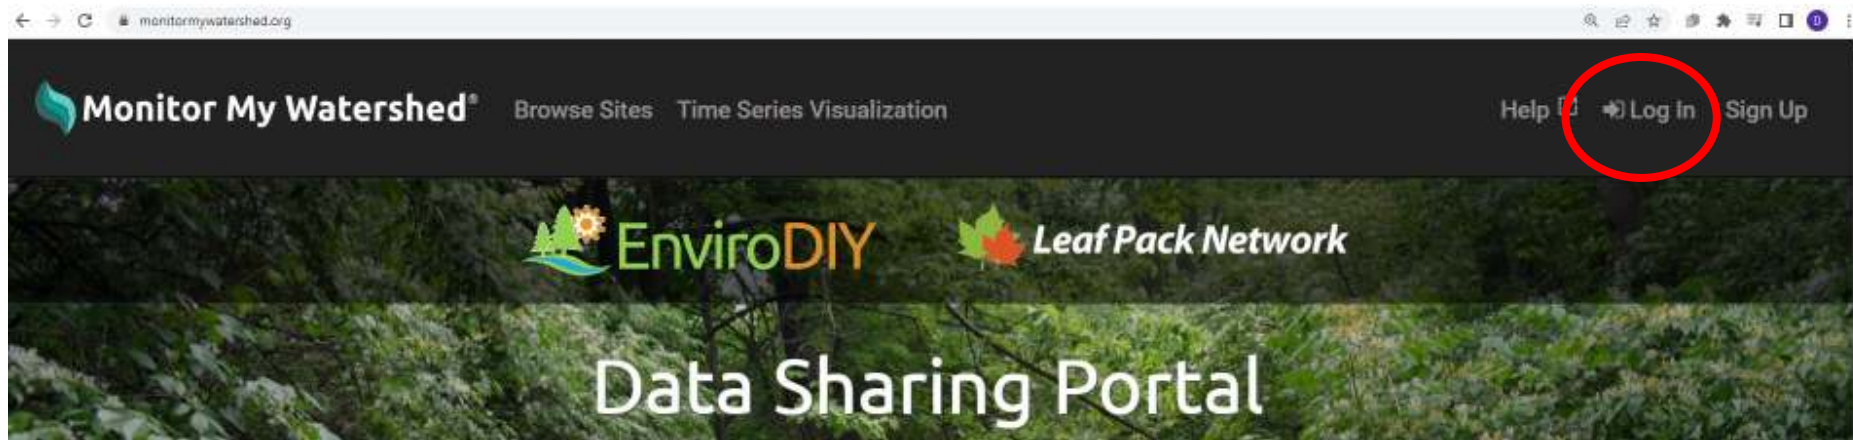 monitormywatershed.org
D
Monitor My Watershed® Browse Sites Time Series Visualization Help Log In Sign Up
EnviroDIY Leaf Pack Network
Data Sharing Portal